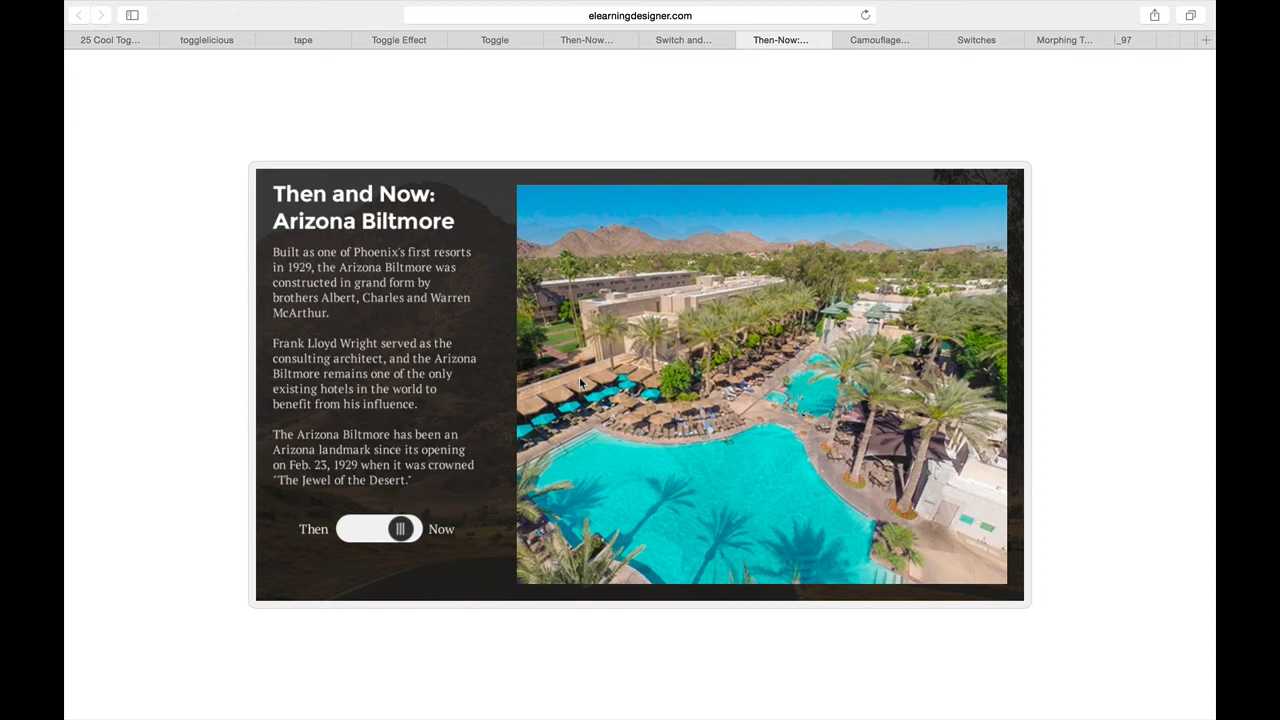 elearningdesigner.com
25 Cool Tog...
togglelicious
tape
Toggle Effect
Toggle
Then-Now...
Switch and...
Then-Now:...
Camouflage...
Switches
Morphing T...
|_97
Then and Now:
Arizona Biltmore
Built as one of Phoenix's first resorts
in 1929, the Arizona Biltmore was
constructed in grand form by
brothers Albert, Charles and Warren
McArthur.
Frank Lloyd Wright served as the
consulting architect, and the Arizona
Biltmore remains one of the only
existing hotels in the world to
benefit from his influence.
The Arizona Biltmore has been an
Arizona landmark since its opening
on Feb. 23, 1929 when it was crowned
"The Jewel of the Desert."
Then
Now